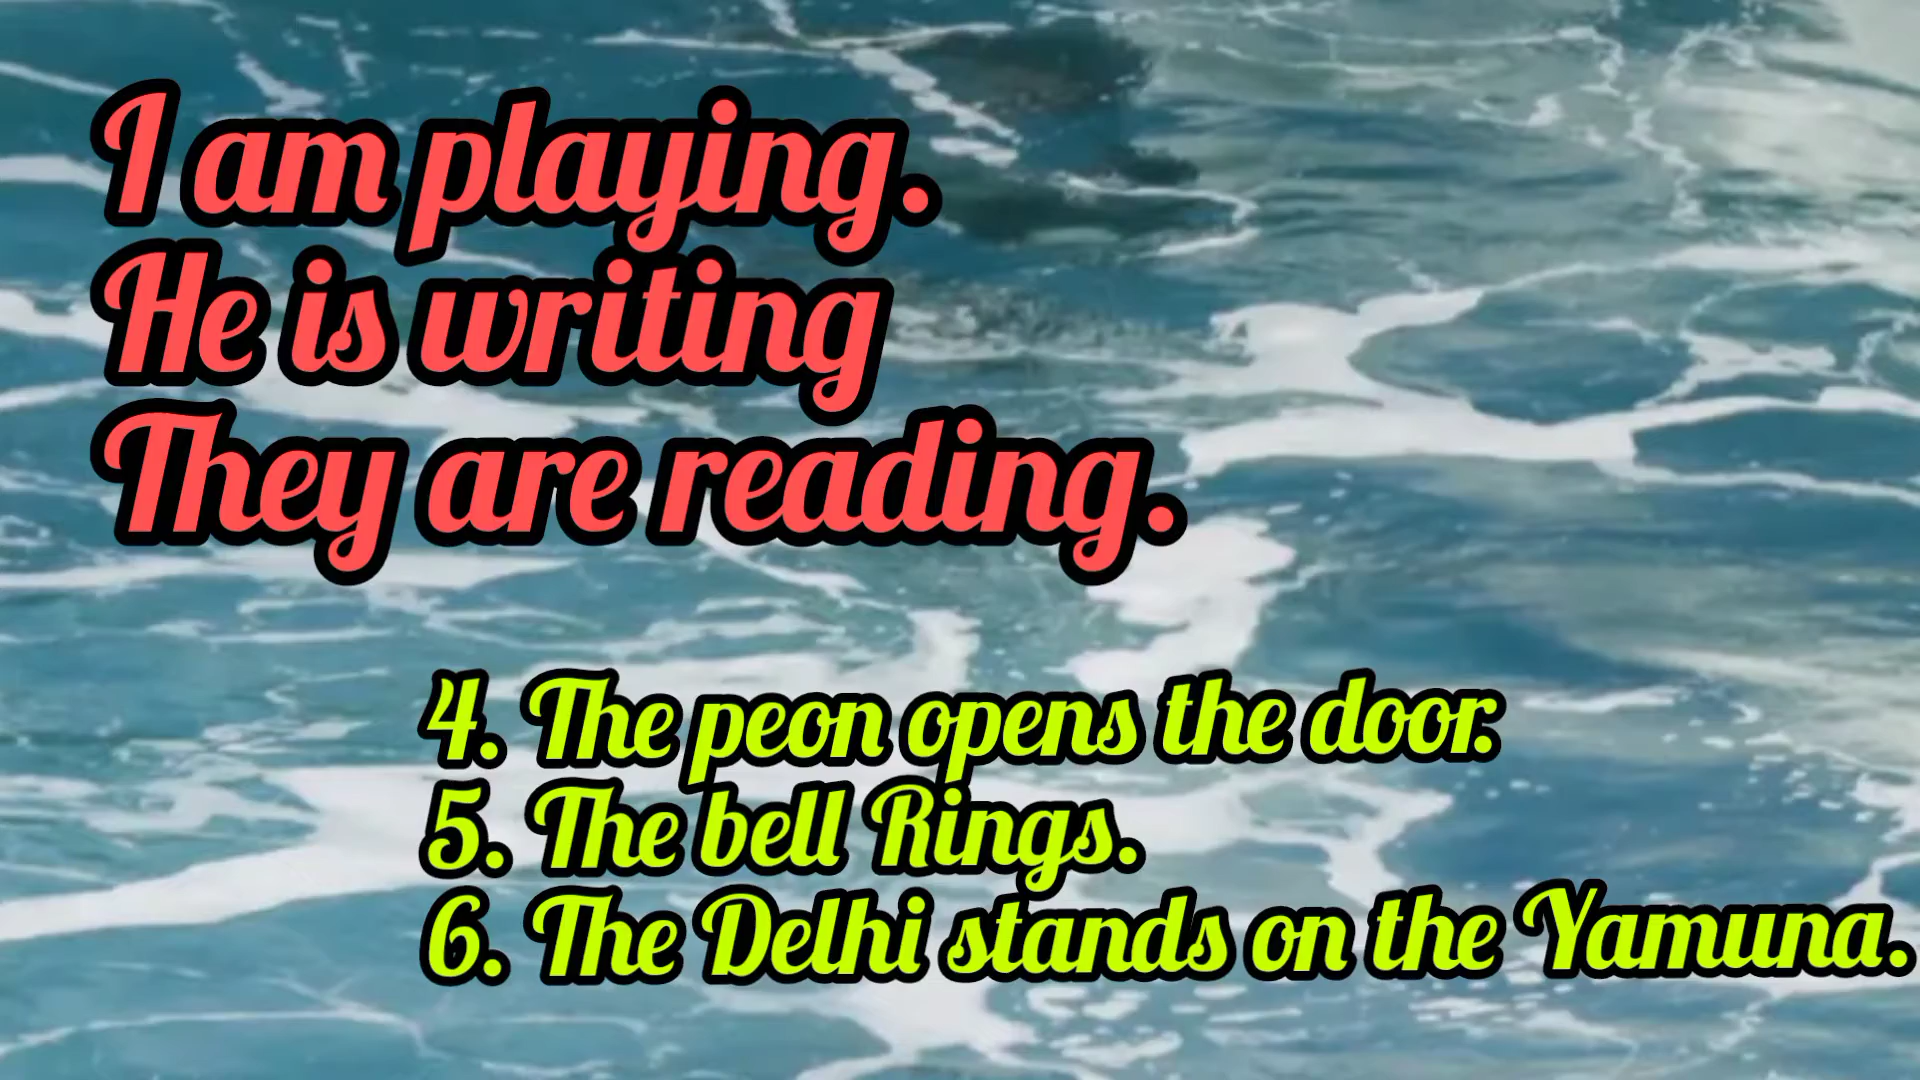 I am playing.
He is writing
They are reading.
4. The peon opens the door.
5. The bell Rings.
6. The Delhi stands on the Yamuna.